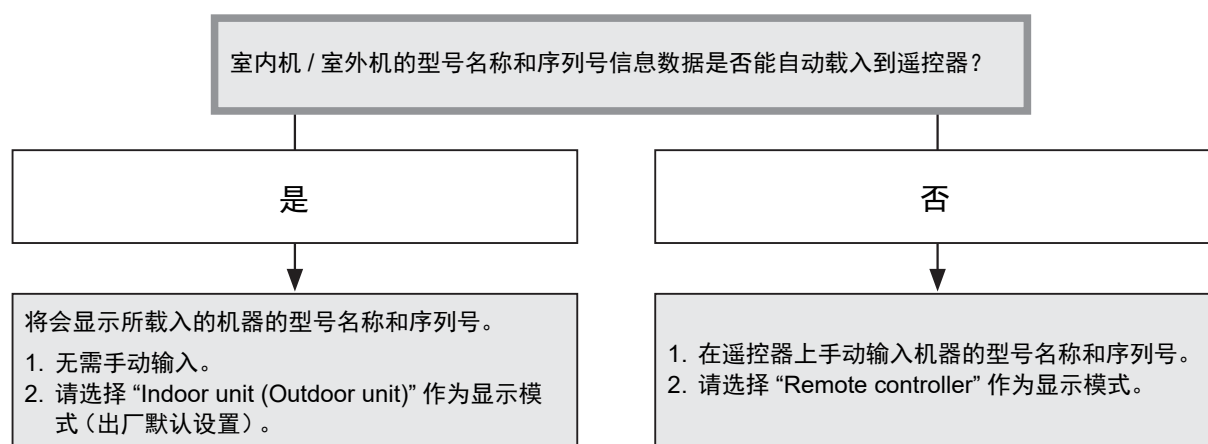 室内机 / 室外机的型号名称和序列号信息数据是否能自动载入到遥控器？
是
否
将会显示所载入的机器的型号名称和序列号。
1. 无需手动输入。
2. 请选择 “Indoor unit (Outdoor unit)” 作为显示模
式（出厂默认设置）。
1. 在遥控器上手动输入机器的型号名称和序列号。
2. 请选择 “Remote controller” 作为显示模式。